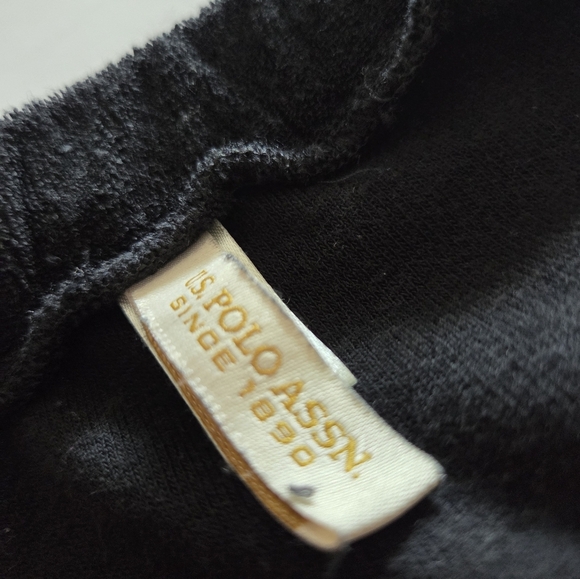 U.S. POLO ASSN.
SINCE 1890